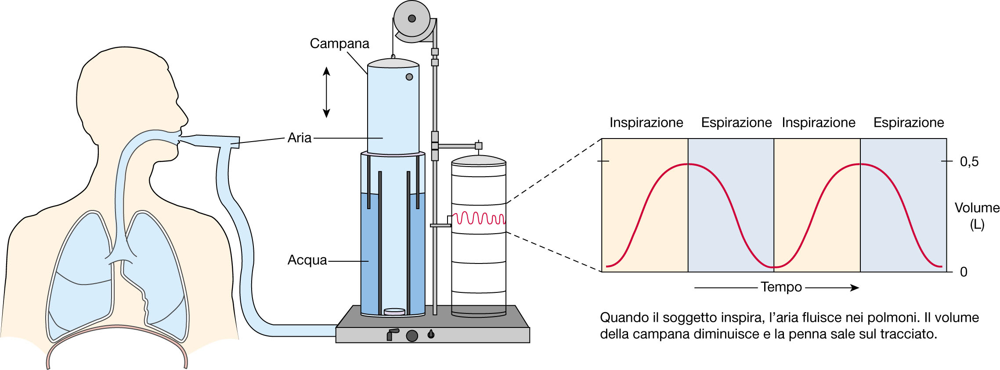 Campana
Aria
Acqua
Inspirazione Espirazione Inspirazione Espirazione
0,5
Volume
(L)
0
Tempo
Quando il soggetto inspira, l’aria fluisce nei polmoni. Il volume
della campana diminuisce e la penna sale sul tracciato.